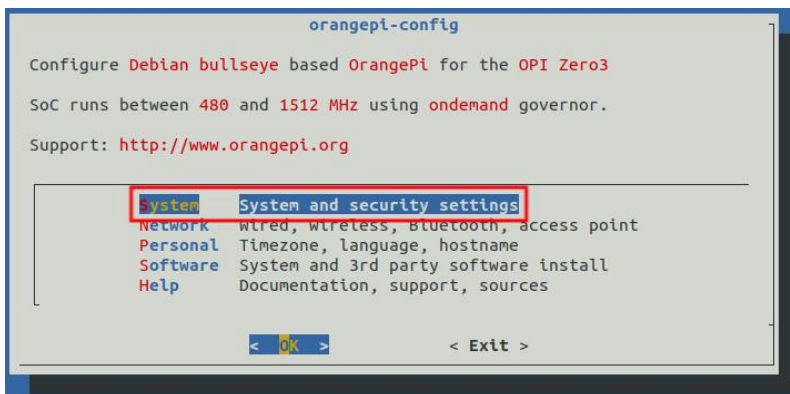 orangepi-config
Configure Debian bullseye based OrangePi for the OPI Zero3
SoC runs between 480 and 1512 MHz using ondemand governor.
Support: http://www.orangepi.org
System System and security settings
Network Wired, wireless, Bluetooth, access point
Personal Timezone, language, hostname
Software System and 3rd party software install
Help Documentation, support, sources
< OK > < Exit >